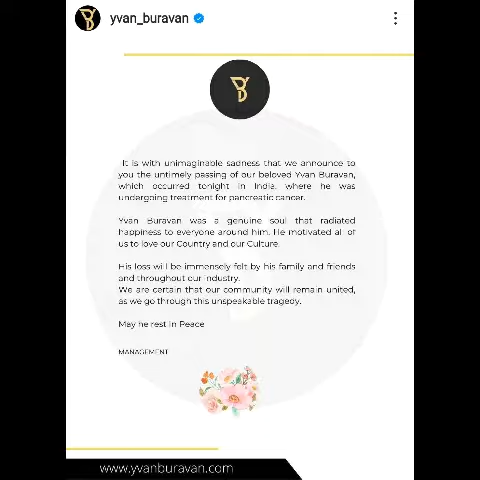 yvan_buravan
It is with unimaginable sadness that we announce to
you the untimely passing of our beloved Yvan Buravan,
which occurred tonight in India, where he was
undergoing treatment for pancreatic cancer.
Yvan Buravan was a genuine soul that radiated
happiness to everyone around him. He motivated all of
us to love our Country and our Culture.
His loss will be immensely felt by his family and friends
and throughout our industry.
We are certain that our community will remain united,
as we go through this unspeakable tragedy.
May he rest In Peace
MANAGEMENT
www.yvanburavan.com